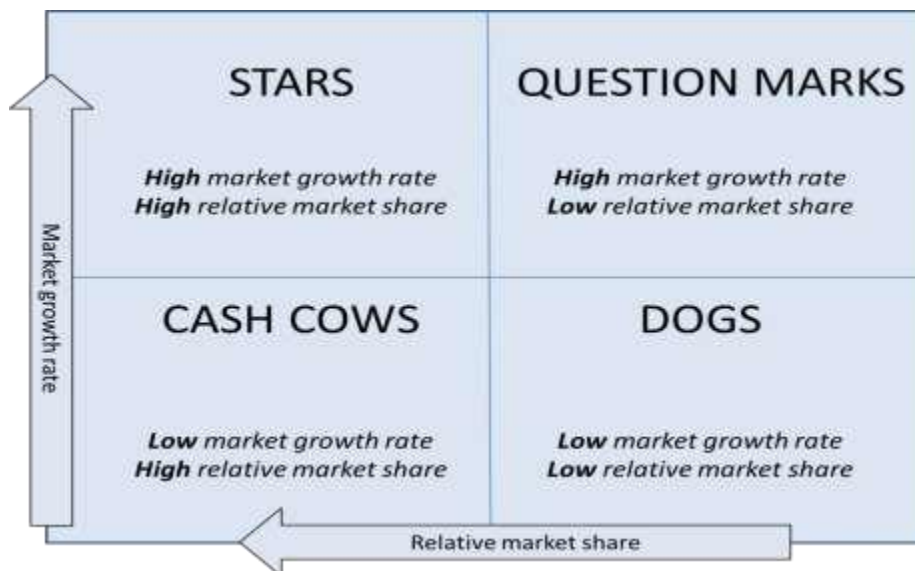 STARS
High market growth rate
High relative market share
QUESTION MARKS
High market growth rate
Low relative market share
Market growth rate
CASH COWS
Low market growth rate
High relative market share
DOGS
Low market growth rate
Low relative market share
Relative market share